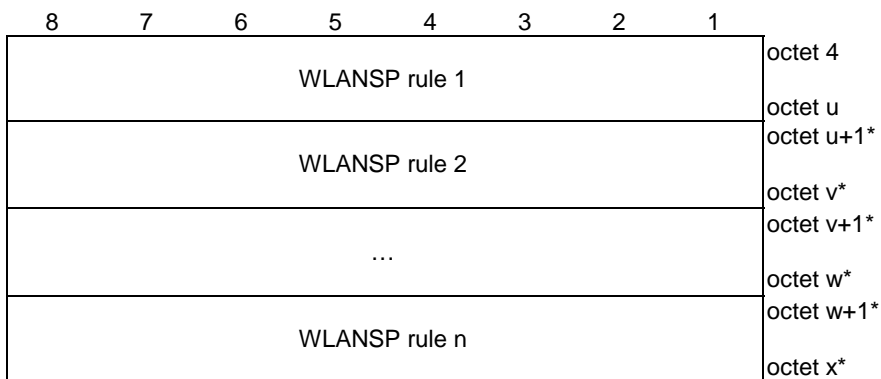 8 7 6 5 4 3 2 1
octet 4
WLANSP rule 1
octet u
octet u+1*
WLANSP rule 2
octet v*
octet v+1*
…
octet w*
octet w+1*
WLANSP rule n
octet x*